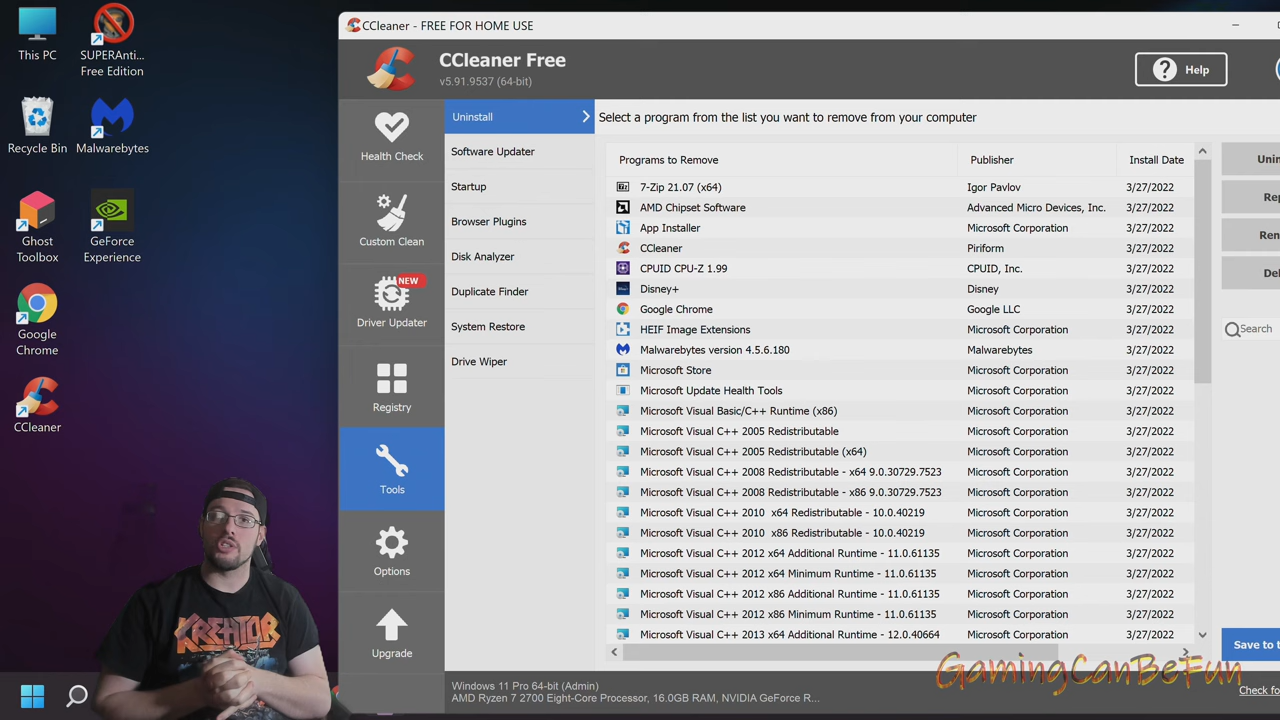 This PC
SUPERAnti...
Free Edition
Recycle Bin
Malwarebytes
Ghost
Toolbox
GeForce
Experience
Google
Chrome
CCleaner
CCleaner - FREE FOR HOME USE
CCleaner Free
v5.91.9537 (64-bit)
Help
Health Check
Custom Clean
NEW
Driver Updater
Registry
Tools
Options
Upgrade
Uninstall
Software Updater
Startup
Browser Plugins
Disk Analyzer
Duplicate Finder
System Restore
Drive Wiper
Select a program from the list you want to remove from your computer
Programs to Remove Publisher Install Date
7-Zip 21.07 (x64) Igor Pavlov 3/27/2022
AMD Chipset Software Advanced Micro Devices, Inc. 3/27/2022
App Installer Microsoft Corporation 3/27/2022
CCleaner Piriform 3/27/2022
CPUID CPU-Z 1.99 CPUID, Inc. 3/27/2022
Disney+ Disney 3/27/2022
Google Chrome Google LLC 3/27/2022
HEIF Image Extensions Microsoft Corporation 3/27/2022
Malwarebytes version 4.5.6.180 Malwarebytes 3/27/2022
Microsoft Store Microsoft Corporation 3/27/2022
Microsoft Update Health Tools Microsoft Corporation 3/27/2022
Microsoft Visual Basic/C++ Runtime (x86) Microsoft Corporation 3/27/2022
Microsoft Visual C++ 2005 Redistributable Microsoft Corporation 3/27/2022
Microsoft Visual C++ 2005 Redistributable (x64) Microsoft Corporation 3/27/2022
Microsoft Visual C++ 2008 Redistributable - x64 9.0.30729.7523 Microsoft Corporation 3/27/2022
Microsoft Visual C++ 2008 Redistributable - x86 9.0.30729.7523 Microsoft Corporation 3/27/2022
Microsoft Visual C++ 2010 x64 Redistributable - 10.0.40219 Microsoft Corporation 3/27/2022
Microsoft Visual C++ 2010 x86 Redistributable - 10.0.40219 Microsoft Corporation 3/27/2022
Microsoft Visual C++ 2012 x64 Additional Runtime - 11.0.61135 Microsoft Corporation 3/27/2022
Microsoft Visual C++ 2012 x64 Minimum Runtime - 11.0.61135 Microsoft Corporation 3/27/2022
Microsoft Visual C++ 2012 x86 Additional Runtime - 11.0.61135 Microsoft Corporation 3/27/2022
Microsoft Visual C++ 2012 x86 Minimum Runtime - 11.0.61135 Microsoft Corporation 3/27/2022
Microsoft Visual C++ 2013 x64 Additional Runtime - 12.0.40664 Microsoft Corporation 3/27/2022
Unin
Rep
Ren
Del
Search
Save to t
Check fo
Windows 11 Pro 64-bit (Admin)
AMD Ryzen 7 2700 Eight-Core Processor, 16.0GB RAM, NVIDIA GeForce R...
KREATOR
GamingCanBeFun